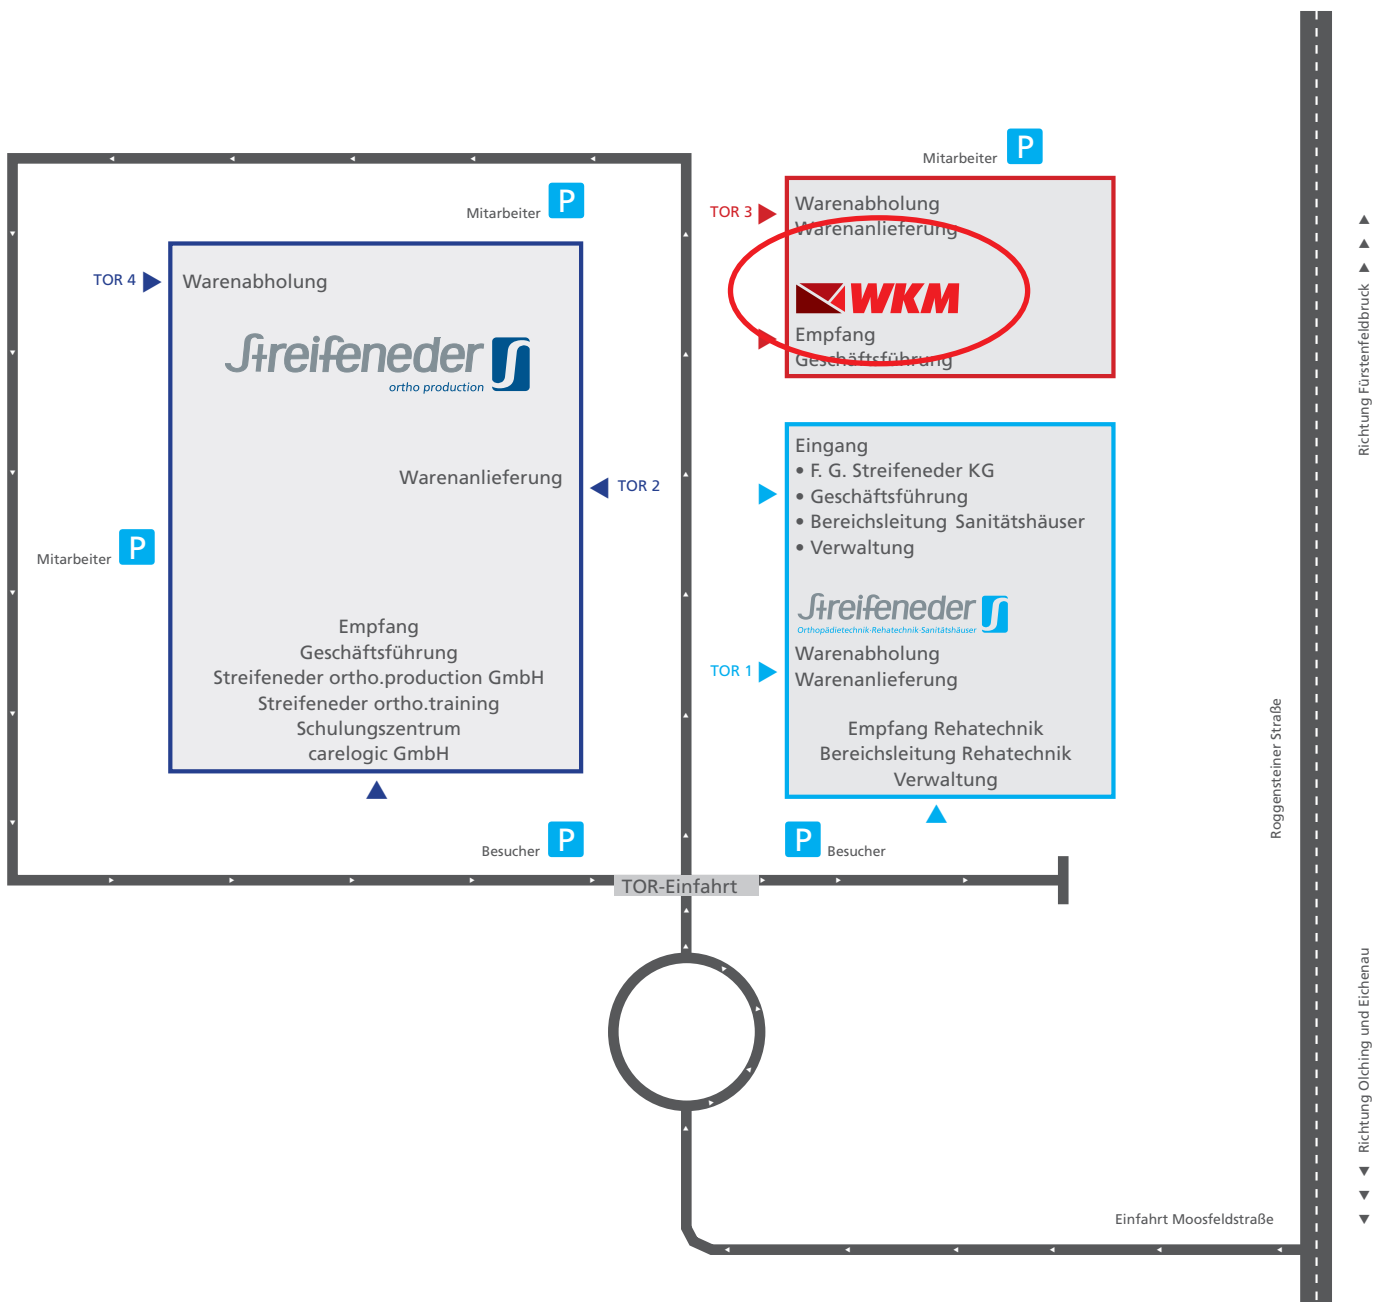 Mitarbeiter P
TOR 4
Warenabholung
Streifeneder
ortho production
Warenanlieferung
TOR 2
Mitarbeiter P
Empfang
Geschäftsführung
Streifeneder ortho.production GmbH
Streifeneder ortho.training
Schulungszentrum
carelogic GmbH
Besucher P
Mitarbeiter P
TOR 3
Warenabholung
Warenanlieferung
WKM
Empfang
Geschäftsführung
Eingang
• F. G. Streifeneder KG
• Geschäftsführung
• Bereichsleitung Sanitätshäuser
• Verwaltung
Streifeneder
Orthopädietechnik·Rehatechnik·Sanitätshäuser
TOR 1
Warenabholung
Warenanlieferung
Empfang Rehatechnik
Bereichsleitung Rehatechnik
Verwaltung
P Besucher
TOR-Einfahrt
Einfahrt Moosfeldstraße
Roggensteiner Straße
Richtung Fürstenfeldbruck
Richtung Olching und Eichenau